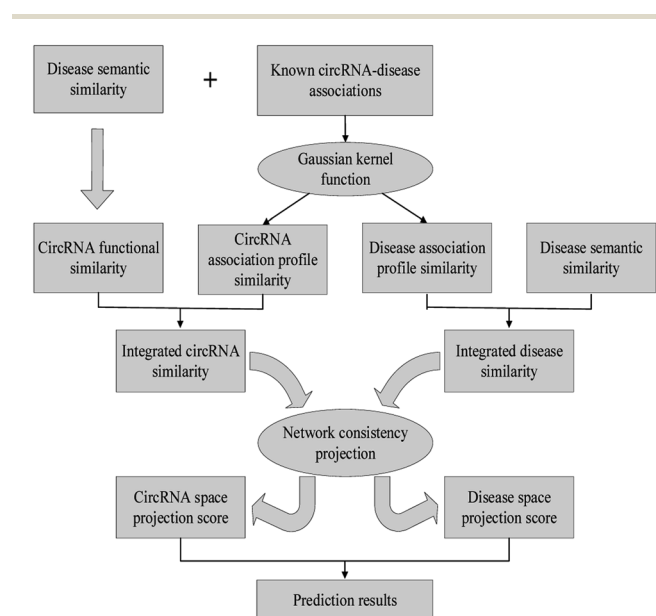 Disease semantic
similarity
+
Known circRNA-disease
associations
Gaussian kernel
function
CircRNA functional
similarity
CircRNA
association profile
similarity
Disease association
profile similarity
Disease semantic
similarity
Integrated circRNA
similarity
Integrated disease
similarity
Network consistency
projection
CircRNA space
projection score
Disease space
projection score
Prediction results